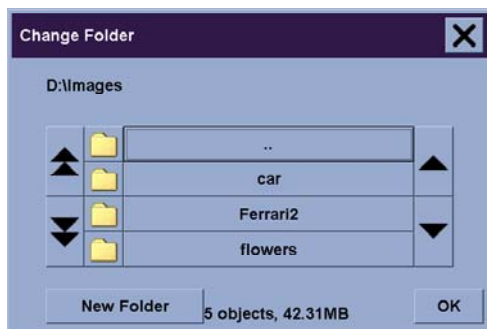 Change Folder
D:\Images
..
car
Ferrari2
flowers
New Folder
5 objects, 42.31MB
OK